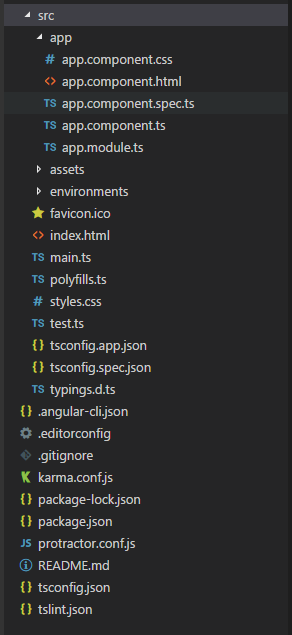 src
app
# app.component.css
<> app.component.html
TS app.component.spec.ts
TS app.component.ts
TS app.module.ts
assets
environments
favicon.ico
<> index.html
TS main.ts
TS polyfills.ts
# styles.css
TS test.ts
{} tsconfig.app.json
{} tsconfig.spec.json
TS typings.d.ts
{} .angular-cli.json
.editorconfig
.gitignore
K karma.conf.js
{} package-lock.json
{} package.json
JS protractor.conf.js
README.md
{} tsconfig.json
{} tslint.json